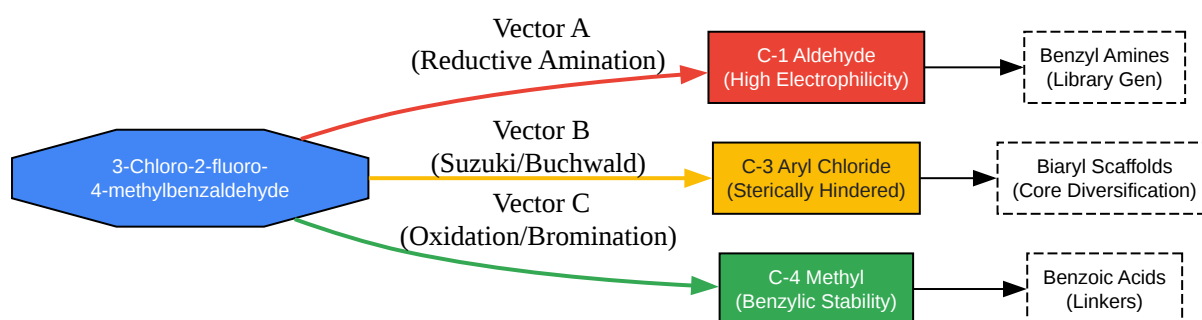 3-Chloro-2-fluoro-
4-methylbenzaldehyde
Vector A
(Reductive Amination)
C-1 Aldehyde
(High Electrophilicity)
Benzyl Amines
(Library Gen)
Vector B
(Suzuki/Buchwald)
C-3 Aryl Chloride
(Sterically Hindered)
Biaryl Scaffolds
(Core Diversification)
Vector C
(Oxidation/Bromination)
C-4 Methyl
(Benzylic Stability)
Benzoic Acids
(Linkers)